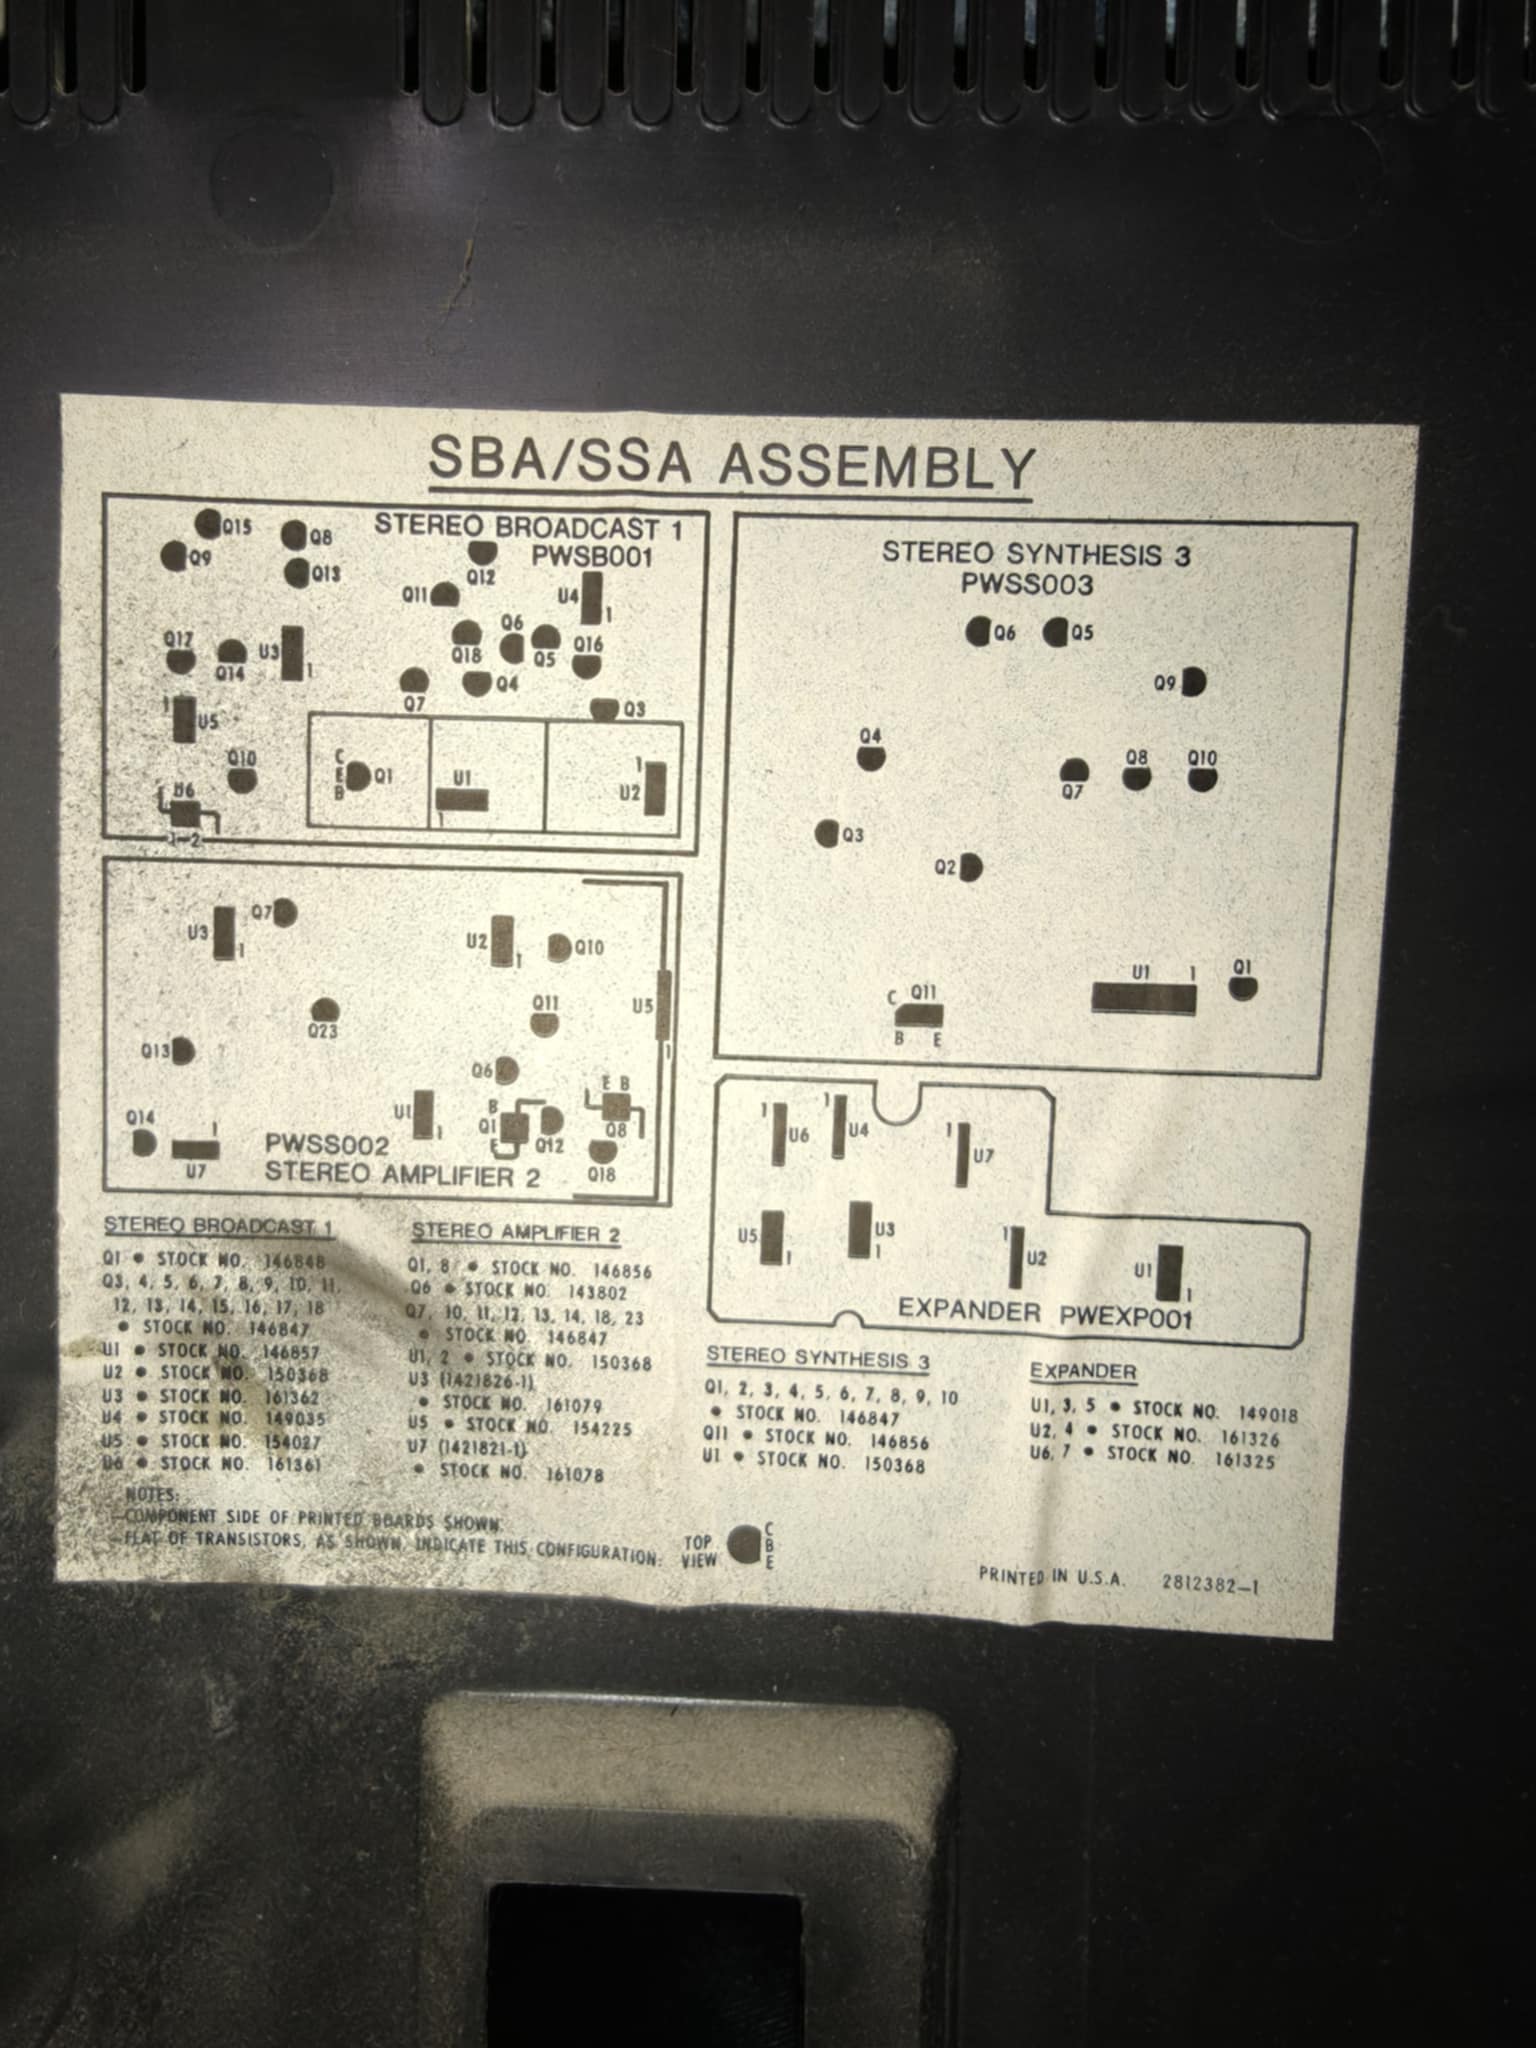 SBA/SSA ASSEMBLY
STEREO BROADCAST 1
PWSB001
Q15
Q8
Q9
Q13
Q12
Q11
U4
1
Q6
Q17
Q14
U3
1
Q18
Q5
Q16
Q4
Q7
Q3
1
U5
Q10
C
E
B
Q1
U1
1
1
U2
U6
1-2
STEREO SYNTHESIS 3
PWSS003
Q6
Q5
Q9
Q4
Q7
Q8
Q10
Q3
Q2
C
Q11
B E
U1 1
Q1
Q7
U3
1
U2
1
Q10
Q23
Q11
U5
1
Q13
Q6
U1
1
B
Q1
E
Q12
E B
Q8
Q18
Q14
1
U7
PWSS002
STEREO AMPLIFIER 2
1
U6
1
U4
1
U7
U5
1
U3
1
1
U2
U1
1
EXPANDER PWEXP001
STEREO BROADCAST 1
Q1 • STOCK NO. 146848
Q3, 4, 5, 6, 7, 8, 9, 10, 11,
12, 13, 14, 15, 16, 17, 18
• STOCK NO. 146847
U1 • STOCK NO. 146857
U2 • STOCK NO. 150368
U3 • STOCK NO. 161362
U4 • STOCK NO. 149035
U5 • STOCK NO. 154027
U6 • STOCK NO. 161361
STEREO AMPLIFIER 2
Q1, 8 • STOCK NO. 146856
Q6 • STOCK NO. 143802
Q7, 10, 11, 12, 13, 14, 18, 23
• STOCK NO. 146847
U1, 2 • STOCK NO. 150368
U3 (1421826-1)
• STOCK NO. 161079
U5 • STOCK NO. 154225
U7 (1421821-1)
• STOCK NO. 161078
STEREO SYNTHESIS 3
Q1, 2, 3, 4, 5, 6, 7, 8, 9, 10
• STOCK NO. 146847
Q11 • STOCK NO. 146856
U1 • STOCK NO. 150368
EXPANDER
U1, 3, 5 • STOCK NO. 149018
U2, 4 • STOCK NO. 161326
U6, 7 • STOCK NO. 161325
NOTES:
—COMPONENT SIDE OF PRINTED BOARDS SHOWN.
—FLAT OF TRANSISTORS, AS SHOWN, INDICATE THIS CONFIGURATION:
TOP
VIEW
C
B
E
PRINTED IN U.S.A. 2812382–1